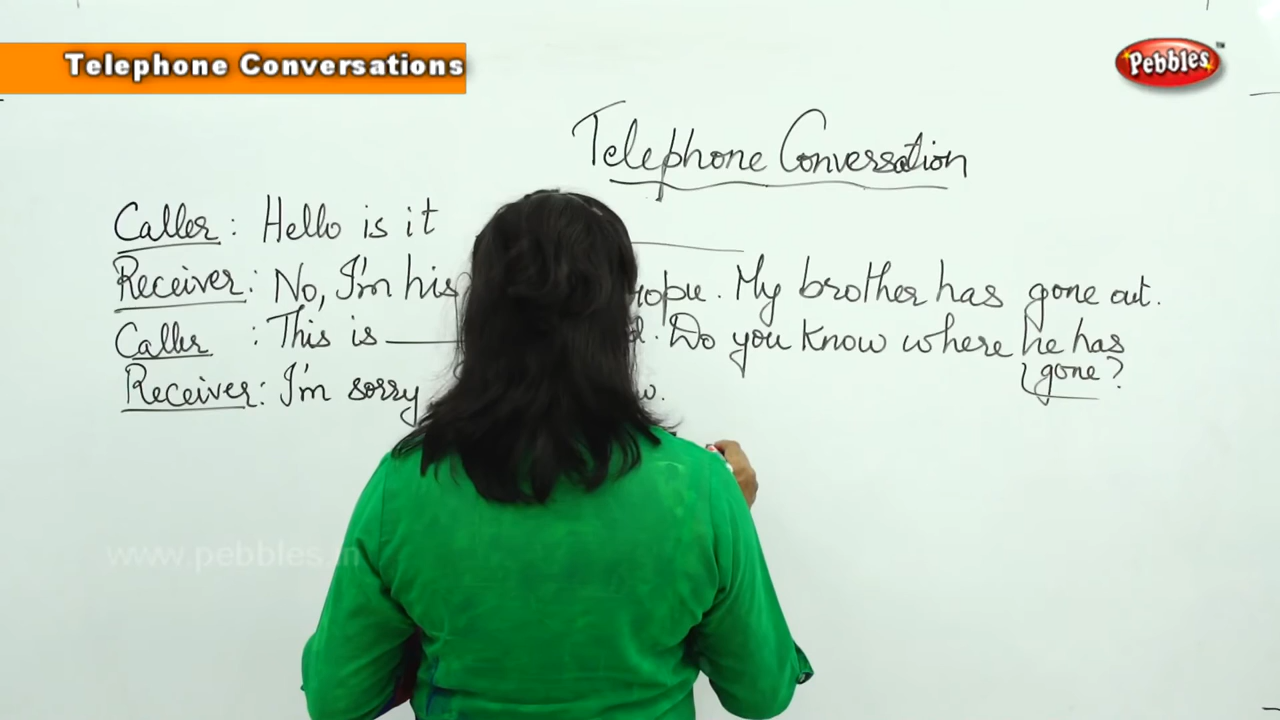 Telephone Conversations
Pebbles
Telephone Conversation
Caller: Hello is it
Receiver: No, I'm his My brother has gone out.
Caller : This is ______ Do you know where he has
gone?
Receiver: I'm sorry
www.pebbles.in